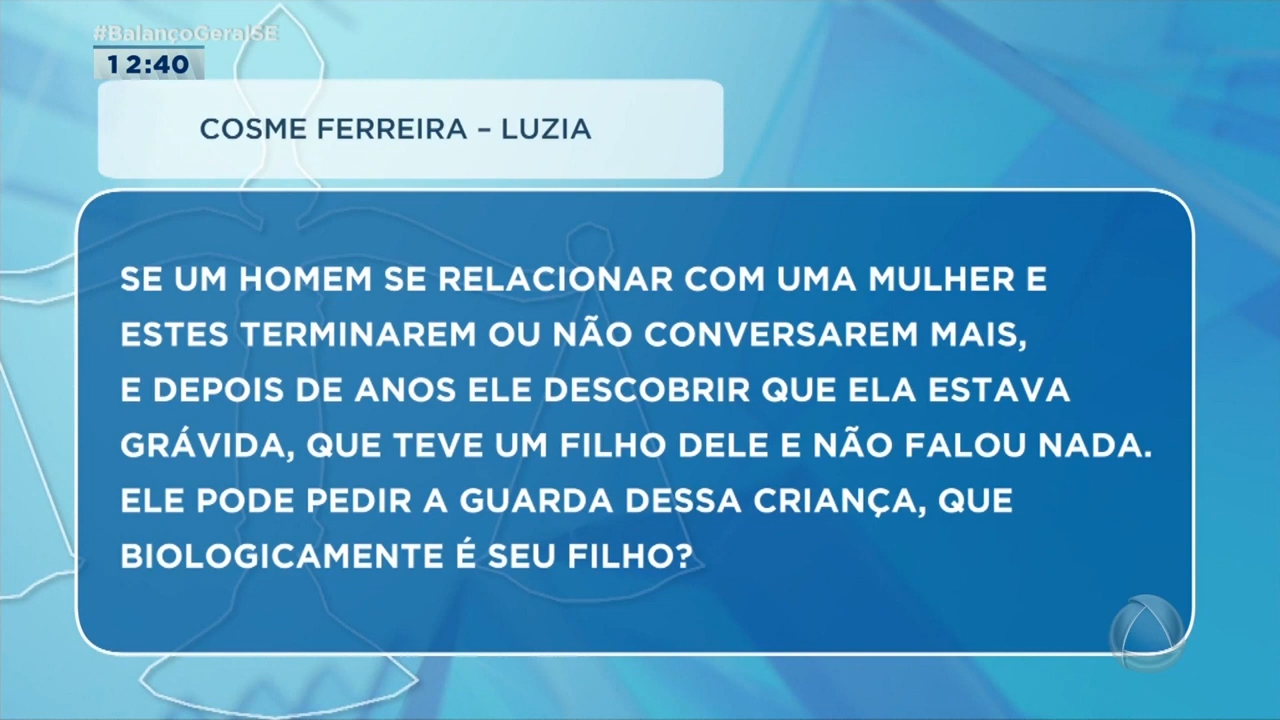 #BalançoGeralSE
12:40
COSME FERREIRA – LUZIA
SE UM HOMEM SE RELACIONAR COM UMA MULHER E
ESTES TERMINAREM OU NÃO CONVERSAREM MAIS,
E DEPOIS DE ANOS ELE DESCOBRIR QUE ELA ESTAVA
GRÁVIDA, QUE TEVE UM FILHO DELE E NÃO FALOU NADA.
ELE PODE PEDIR A GUARDA DESSA CRIANÇA, QUE
BIOLOGICAMENTE É SEU FILHO?